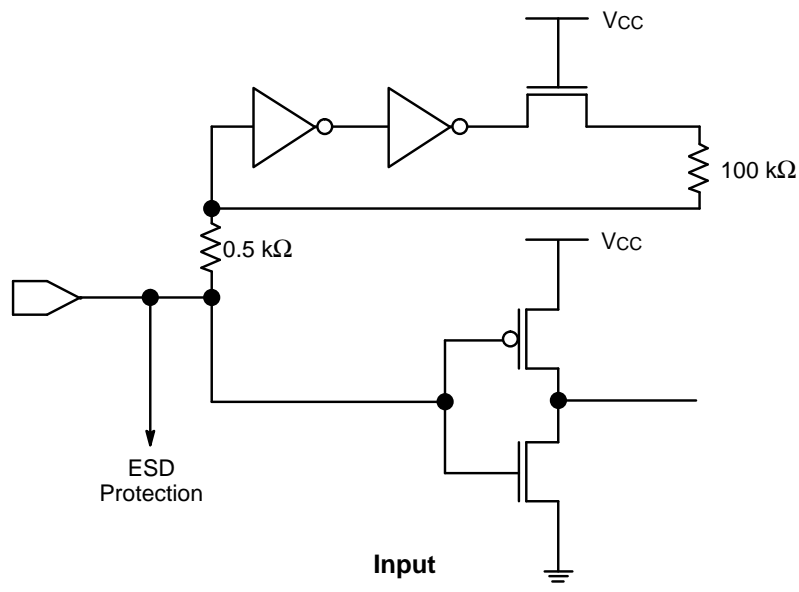 VCC
100 kΩ
0.5 kΩ
VCC
ESD
Protection
Input